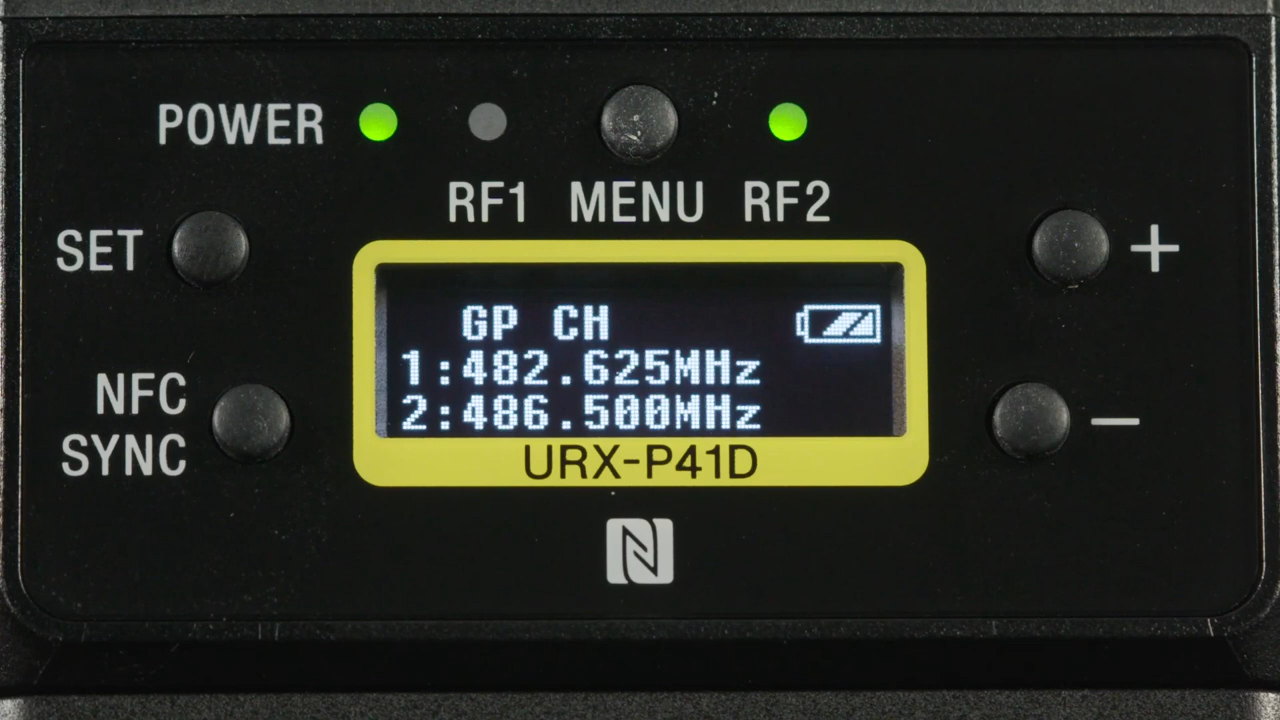 POWER
RF1 MENU RF2
SET
+
GP CH
1:482.625MHz
2:486.500MHz
NFC
SYNC
−
URX-P41D